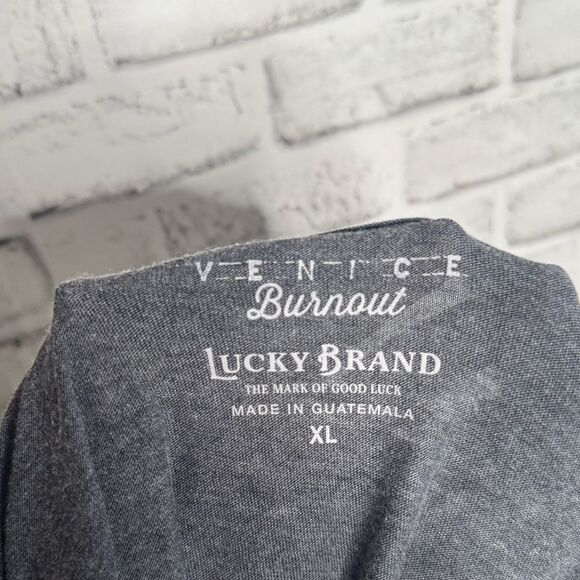 VENICE
Burnout
LUCKY BRAND
THE MARK OF GOOD LUCK
MADE IN GUATEMALA
XL